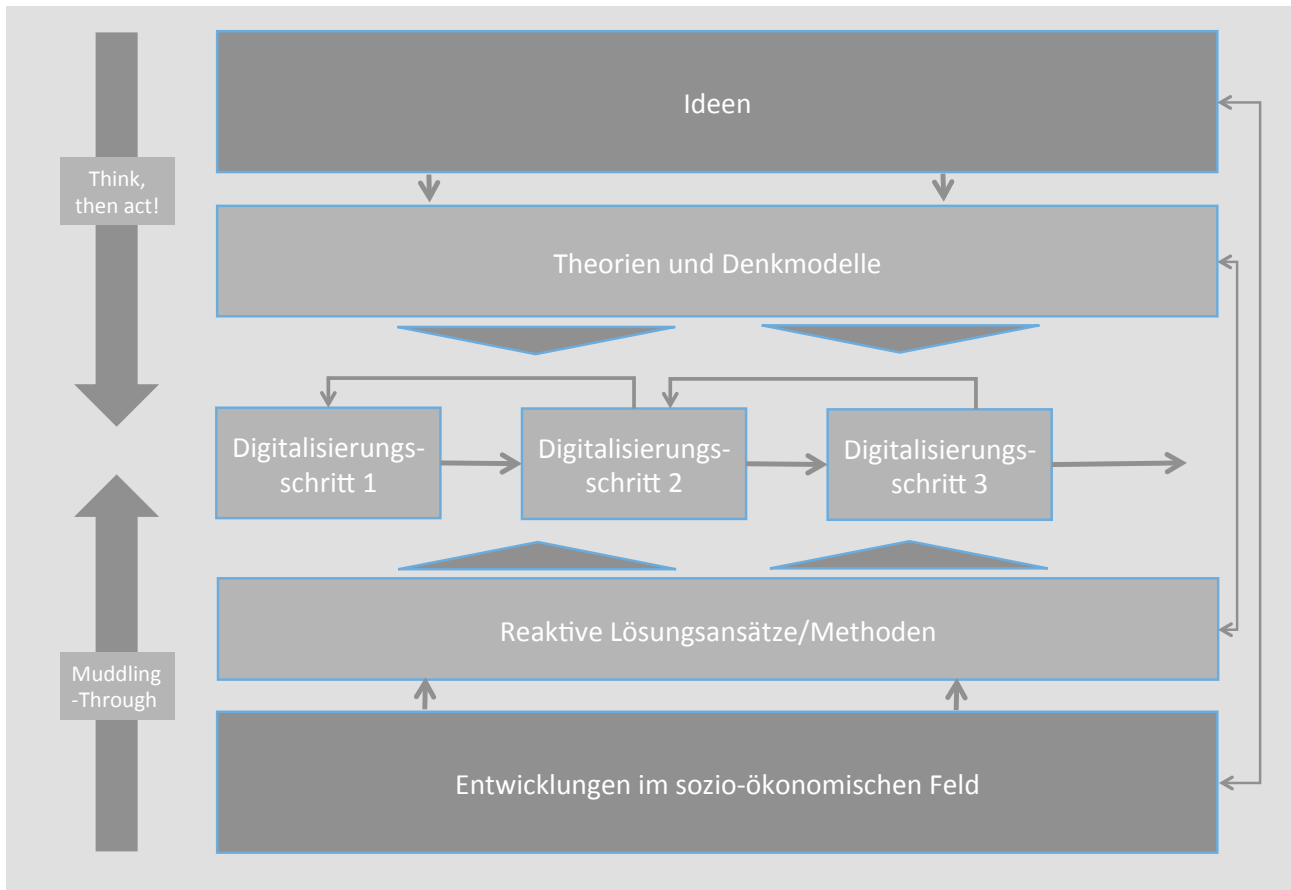 Ideen
Think,
then act!
Theorien und Denkmodelle
Digitalisierungs-
schritt 1
Digitalisierungs-
schritt 2
Digitalisierungs-
schritt 3
Reaktive Lösungsansätze/Methoden
Muddling
-Through
Entwicklungen im sozio-ökonomischen Feld